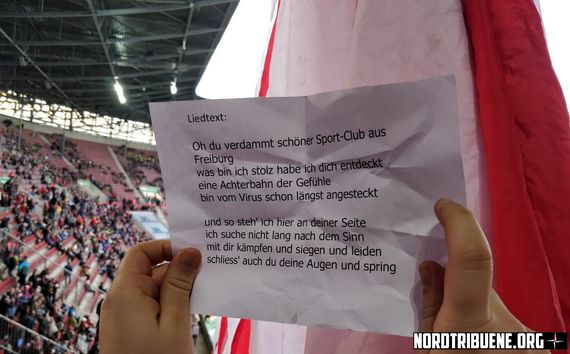 Liedtext:
Oh du verdammt schöner Sport-Club aus
Freiburg
was bin ich stolz habe ich dich entdeckt
eine Achterbahn der Gefühle
bin vom Virus schon längst angesteckt
und so steh' ich hier an deiner Seite
ich suche nicht lang nach dem Sinn
mit dir kämpfen und siegen und leiden
schliess' auch du deine Augen und spring
NORDTRIBUENE.ORG